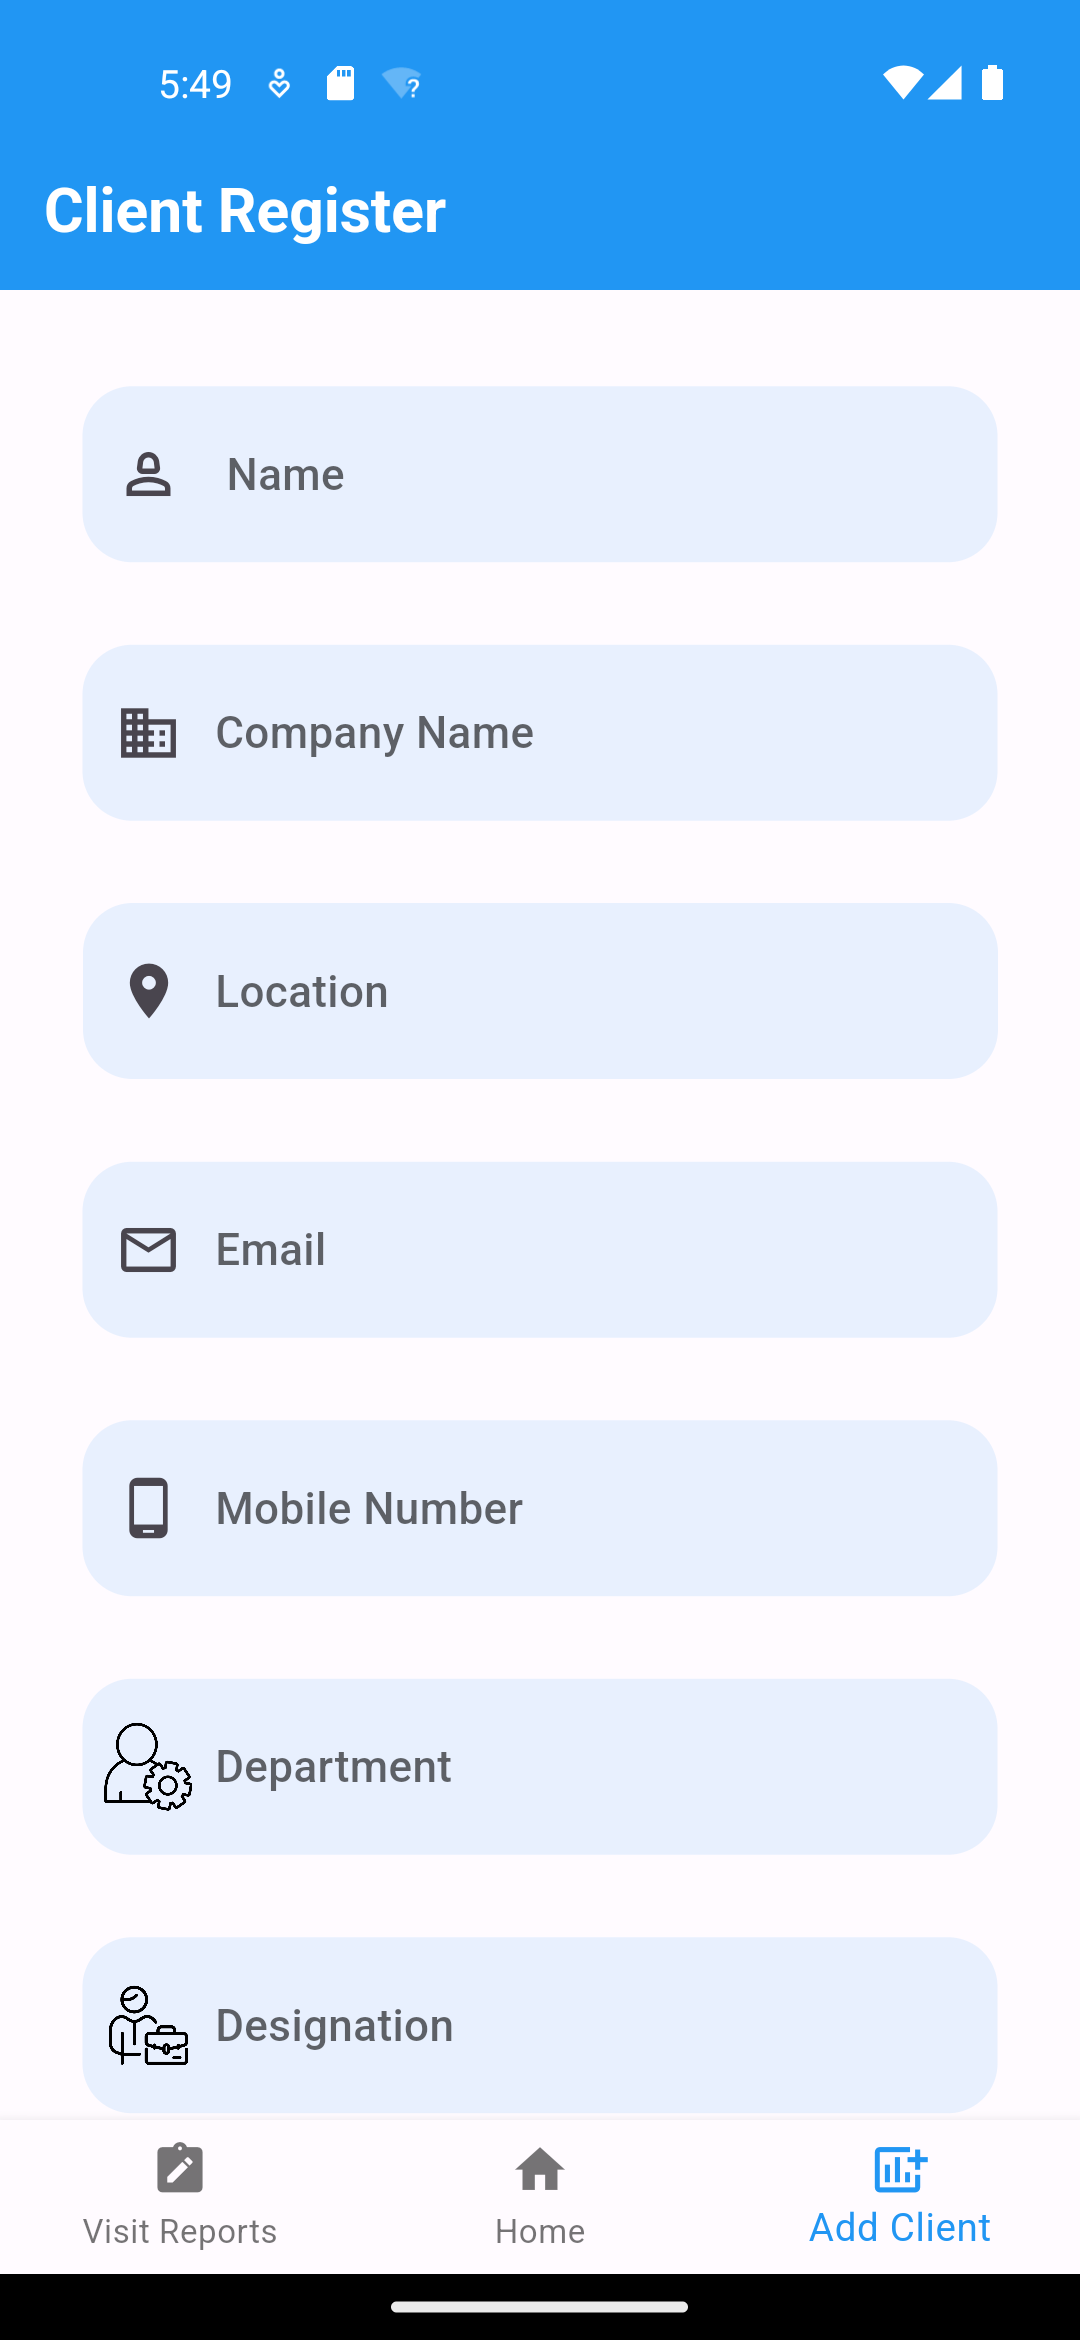 5:49
Client Register
Name
Company Name
Location
Email
Mobile Number
Department
Designation
Visit Reports
Home
Add Client